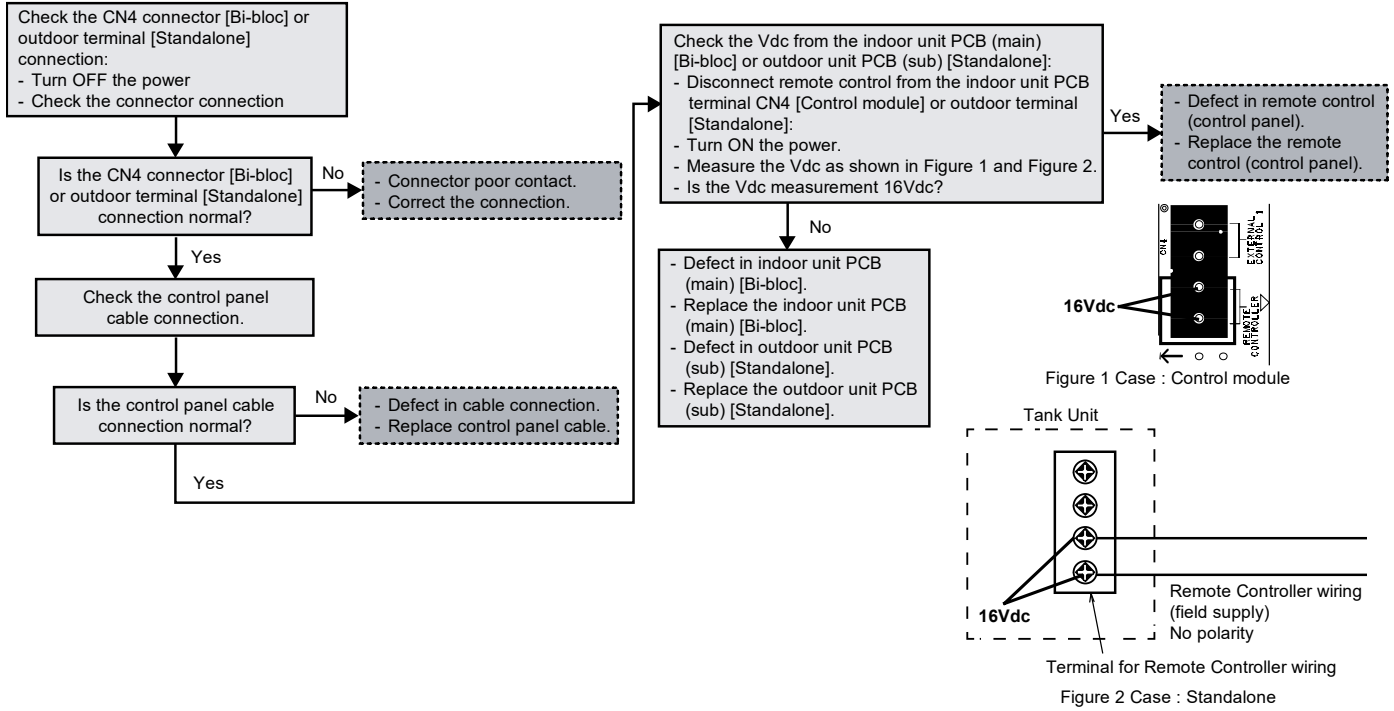 Check the CN4 connector [Bi-bloc] or
outdoor terminal [Standalone]
connection:
- Turn OFF the power
- Check the connector connection
Is the CN4 connector [Bi-bloc]
or outdoor terminal [Standalone]
connection normal?
No
- Connector poor contact.
- Correct the connection.
Yes
Check the control panel
cable connection.
Is the control panel cable
connection normal?
No
- Defect in cable connection.
- Replace control panel cable.
Yes
Check the Vdc from the indoor unit PCB (main)
[Bi-bloc] or outdoor unit PCB (sub) [Standalone]:
- Disconnect remote control from the indoor unit PCB
terminal CN4 [Control module] or outdoor terminal
[Standalone]:
- Turn ON the power.
- Measure the Vdc as shown in Figure 1 and Figure 2.
- Is the Vdc measurement 16Vdc?
Yes
- Defect in remote control
(control panel).
- Replace the remote
control (control panel).
No
- Defect in indoor unit PCB
(main) [Bi-bloc].
- Replace the indoor unit PCB
(main) [Bi-bloc].
- Defect in outdoor unit PCB
(sub) [Standalone].
- Replace the outdoor unit PCB
(sub) [Standalone].
CN4
EXTERNAL
CONTROL 1
REMOTE
CONTROLLER
16Vdc
Figure 1 Case : Control module
Tank Unit
16Vdc
Remote Controller wiring
(field supply)
No polarity
Terminal for Remote Controller wiring
Figure 2 Case : Standalone